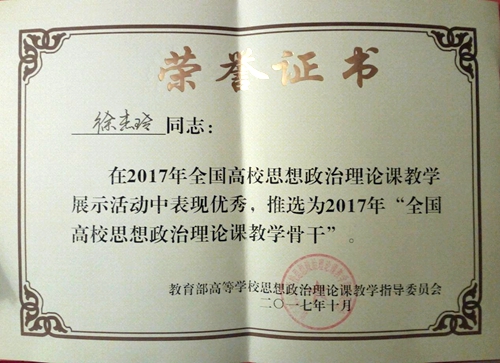 荣誉证书
徐志玲同志：
在2017年全国高校思想政治理论课教学
展示活动中表现优秀，推选为2017年“全国
高校思想政治理论课教学骨干”。
教育部高等学校思想政治理论课教学指导委员会
二〇一七年十月